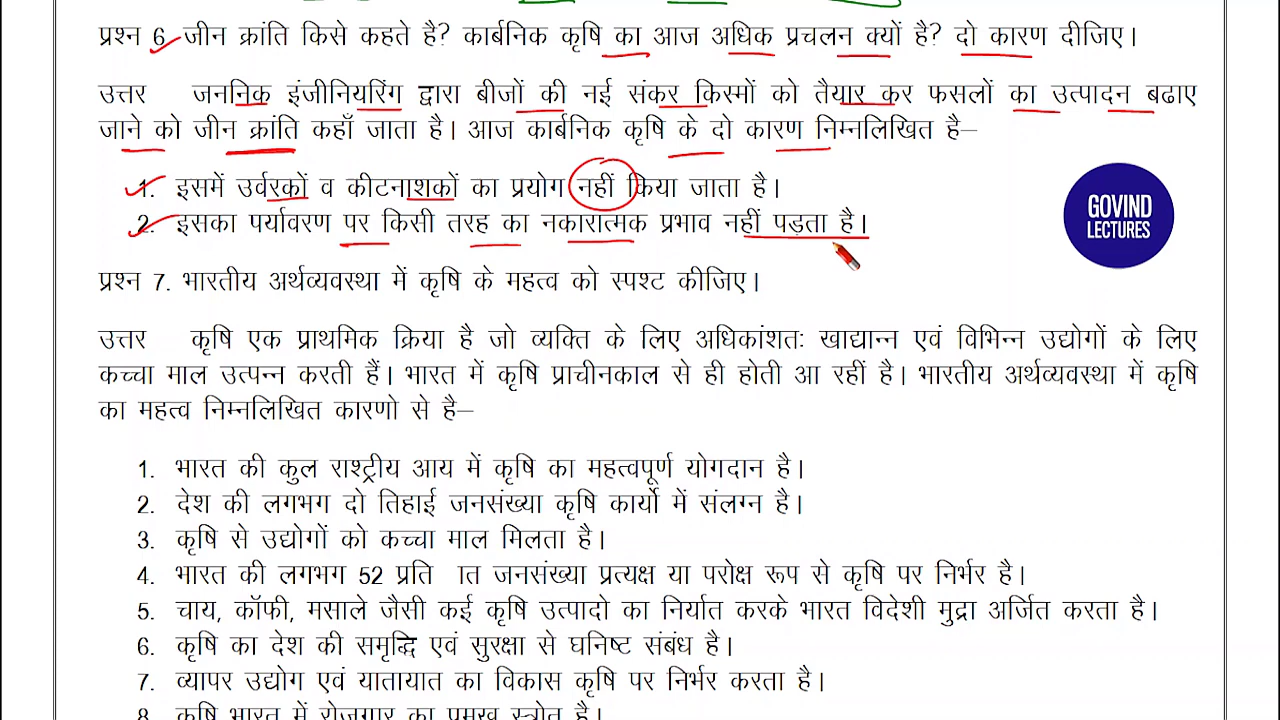 प्रश्न 6 जीन क्रांति किसे कहते है? कार्बनिक कृषि का आज अधिक प्रचलन क्यों है? दो कारण दीजिए।
उत्तर जननिक इंजीनियरिंग द्वारा बीजों की नई संकर किस्मों को तैयार कर फसलों का उत्पादन बढाए
जाने को जीन क्रांति कहाँ जाता है। आज कार्बनिक कृषि के दो कारण निम्नलिखित है–
1. इसमें उर्वरकों व कीटनाशकों का प्रयोग नहीं किया जाता है।
2. इसका पर्यावरण पर किसी तरह का नकारात्मक प्रभाव नहीं पड़ता है।
GOVIND
LECTURES
प्रश्न 7. भारतीय अर्थव्यवस्था में कृषि के महत्व को स्पश्ट कीजिए।
उत्तर कृषि एक प्राथमिक क्रिया है जो व्यक्ति के लिए अधिकांशतः खाद्यान्न एवं विभिन्न उद्योगों के लिए
कच्चा माल उत्पन्न करती हैं। भारत में कृषि प्राचीनकाल से ही होती आ रहीं है। भारतीय अर्थव्यवस्था में कृषि
का महत्व निम्नलिखित कारणो से है–
1. भारत की कुल राश्ट्रीय आय में कृषि का महत्वपूर्ण योगदान है।
2. देश की लगभग दो तिहाई जनसंख्या कृषि कार्यो में संलग्न है।
3. कृषि से उद्योगों को कच्चा माल मिलता है।
4. भारत की लगभग 52 प्रति ात जनसंख्या प्रत्यक्ष या परोक्ष रूप से कृषि पर निर्भर है।
5. चाय, कॉफी, मसाले जैसी कई कृषि उत्पादो का निर्यात करके भारत विदेशी मुद्रा अर्जित करता है।
6. कृषि का देश की समृद्धि एवं सुरक्षा से घनिष्ट संबंध है।
7. व्यापर उद्योग एवं यातायात का विकास कृषि पर निर्भर करता है।
8. कृषि भारत में रोजगार का प्रमुख स्त्रोत है।